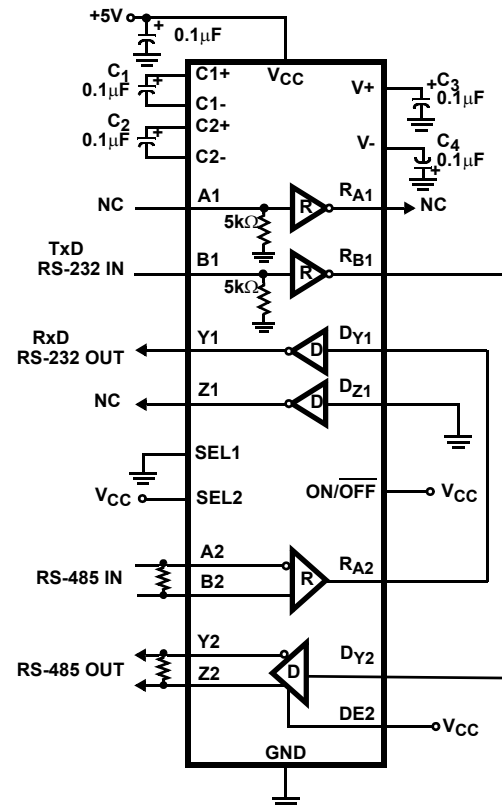 +5V
0.1µF
C1
0.1µF
C2
0.1µF
C1+
C1-
C2+
C2-
VCC
V+
V-
+C3
0.1µF
C4
0.1µF
+
NC
A1
5kΩ
R
RA1
NC
TxD
RS-232 IN
B1
5kΩ
R
RB1
RxD
RS-232 OUT
Y1
D
DY1
NC
Z1
D
DZ1
SEL1
VCC
SEL2
ON/OFF
VCC
RS-485 IN
A2
B2
R
RA2
RS-485 OUT
Y2
Z2
D
DY2
DE2
VCC
GND